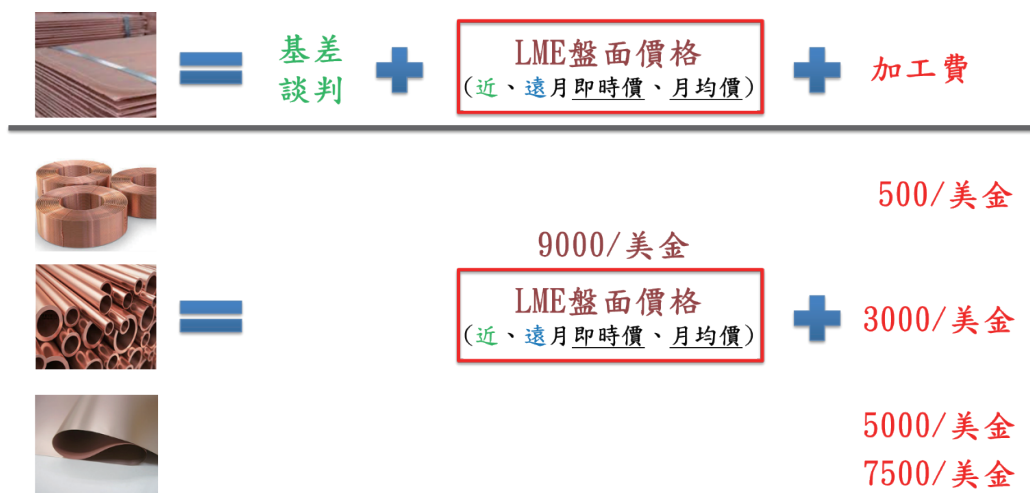 基差
談判
LME盤面價格
(近、遠月即時價、月均價)
加工費
500/美金
9000/美金
LME盤面價格
(近、遠月即時價、月均價)
3000/美金
5000/美金
7500/美金